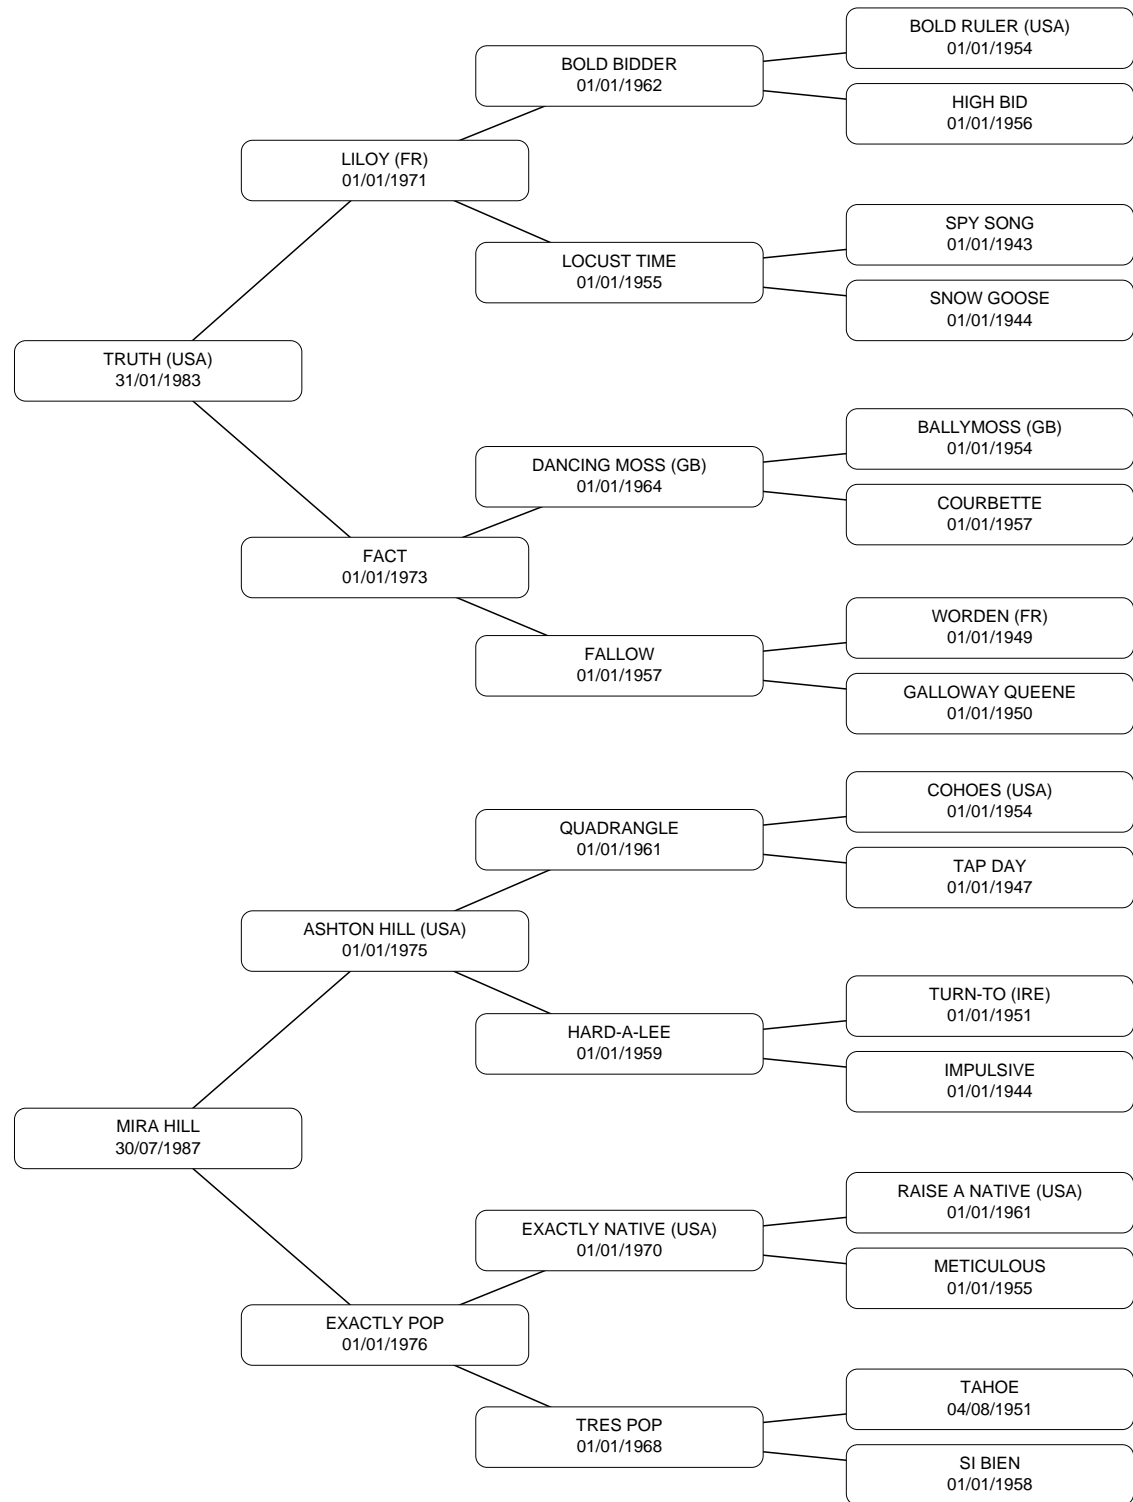 BOLD RULER (USA)
01/01/1954
BOLD BIDDER
01/01/1962
HIGH BID
01/01/1956
LILOY (FR)
01/01/1971
SPY SONG
01/01/1943
LOCUST TIME
01/01/1955
SNOW GOOSE
01/01/1944
TRUTH (USA)
31/01/1983
BALLYMOSS (GB)
01/01/1954
DANCING MOSS (GB)
01/01/1964
COURBETTE
01/01/1957
FACT
01/01/1973
WORDEN (FR)
01/01/1949
FALLOW
01/01/1957
GALLOWAY QUEENE
01/01/1950
COHOES (USA)
01/01/1954
QUADRANGLE
01/01/1961
TAP DAY
01/01/1947
ASHTON HILL (USA)
01/01/1975
TURN-TO (IRE)
01/01/1951
HARD-A-LEE
01/01/1959
IMPULSIVE
01/01/1944
MIRA HILL
30/07/1987
RAISE A NATIVE (USA)
01/01/1961
EXACTLY NATIVE (USA)
01/01/1970
METICULOUS
01/01/1955
EXACTLY POP
01/01/1976
TAHOE
04/08/1951
TRES POP
01/01/1968
SI BIEN
01/01/1958